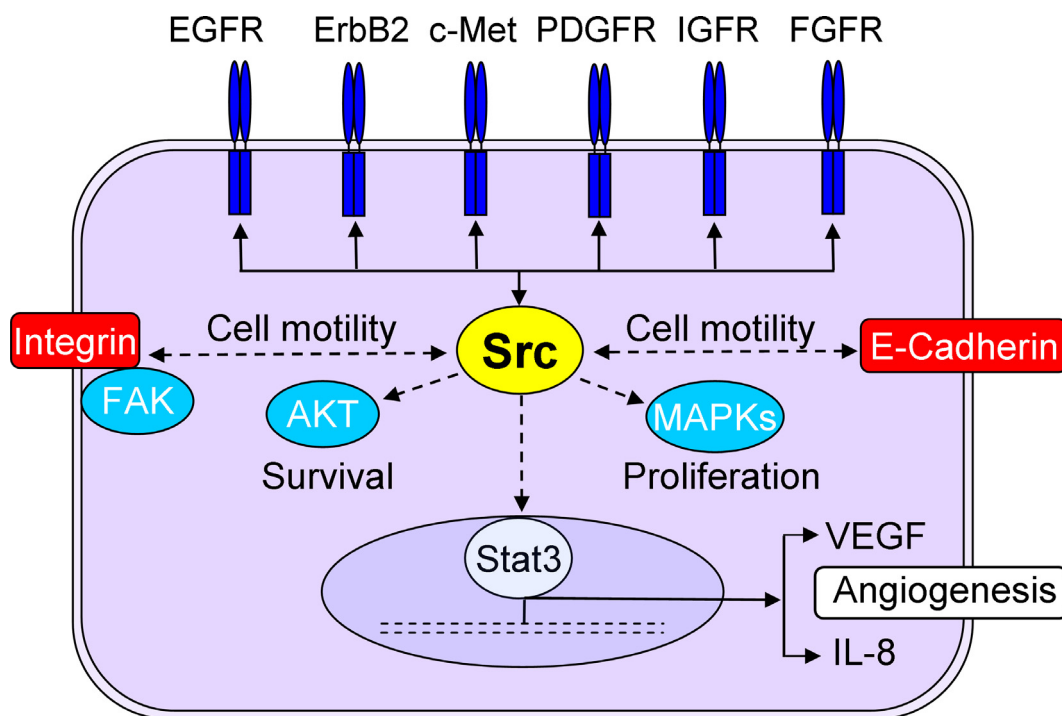 EGFR ErbB2 c-Met PDGFR IGFR FGFR
Integrin Cell motility Src Cell motility E-Cadherin
FAK AKT MAPKs
Survival Proliferation
Stat3 VEGF
Angiogenesis
IL-8